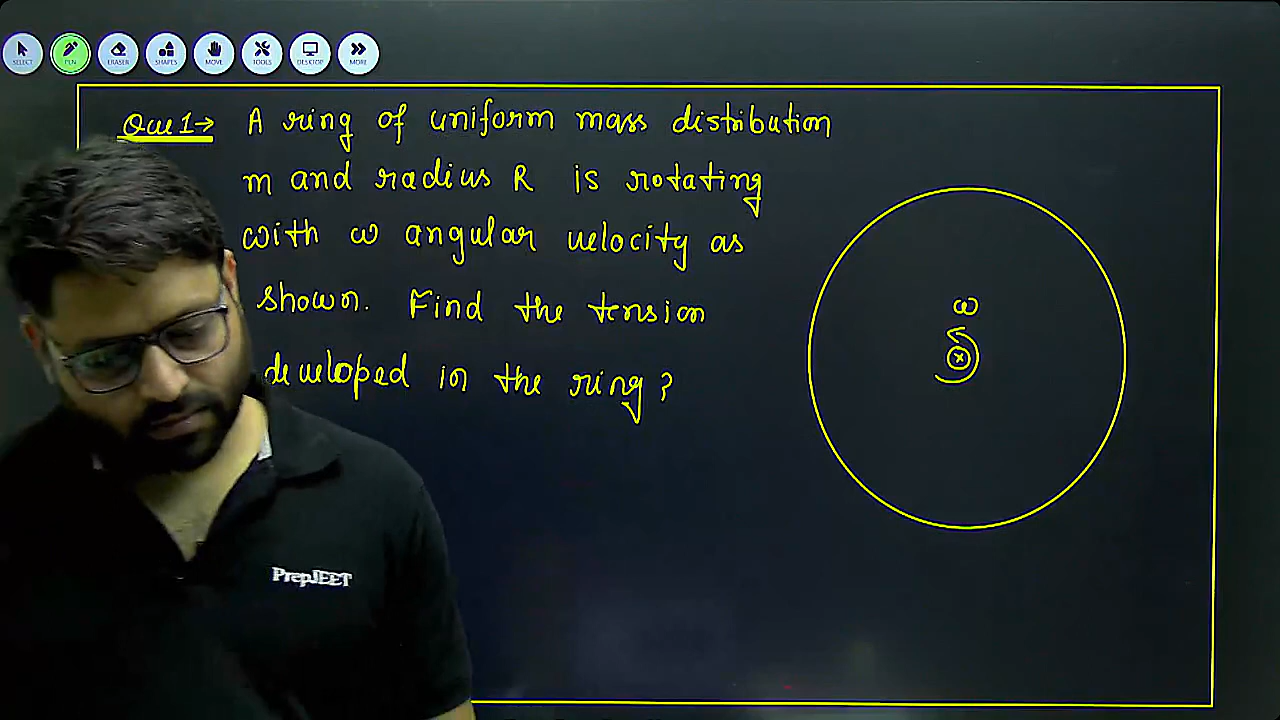 SELECT PEN ERASER SHAPES MOVE TOOLS DESKTOP MORE
Que 1→ A ring of uniform mass distribution
m and radius R is rotating
with ω angular velocity as
shown. Find the tension
developed in the ring?
ω
PrepJEET